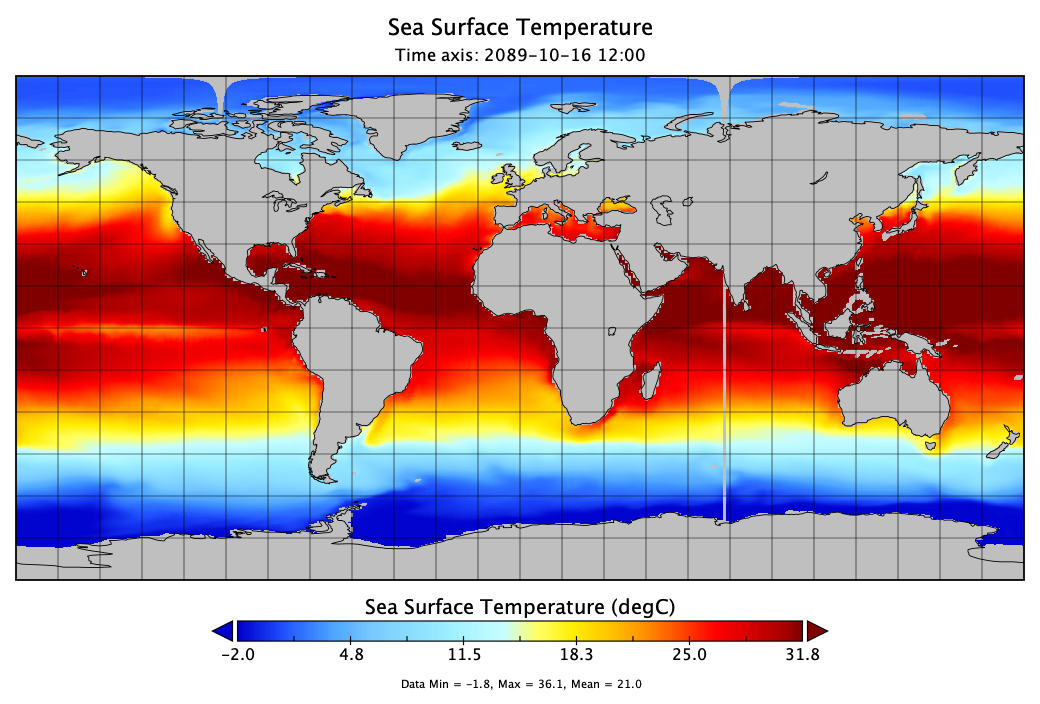 Sea Surface Temperature
Time axis: 2089-10-16 12:00
Sea Surface Temperature (degC)
-2.0 4.8 11.5 18.3 25.0 31.8
Data Min = -1.8, Max = 36.1, Mean = 21.0